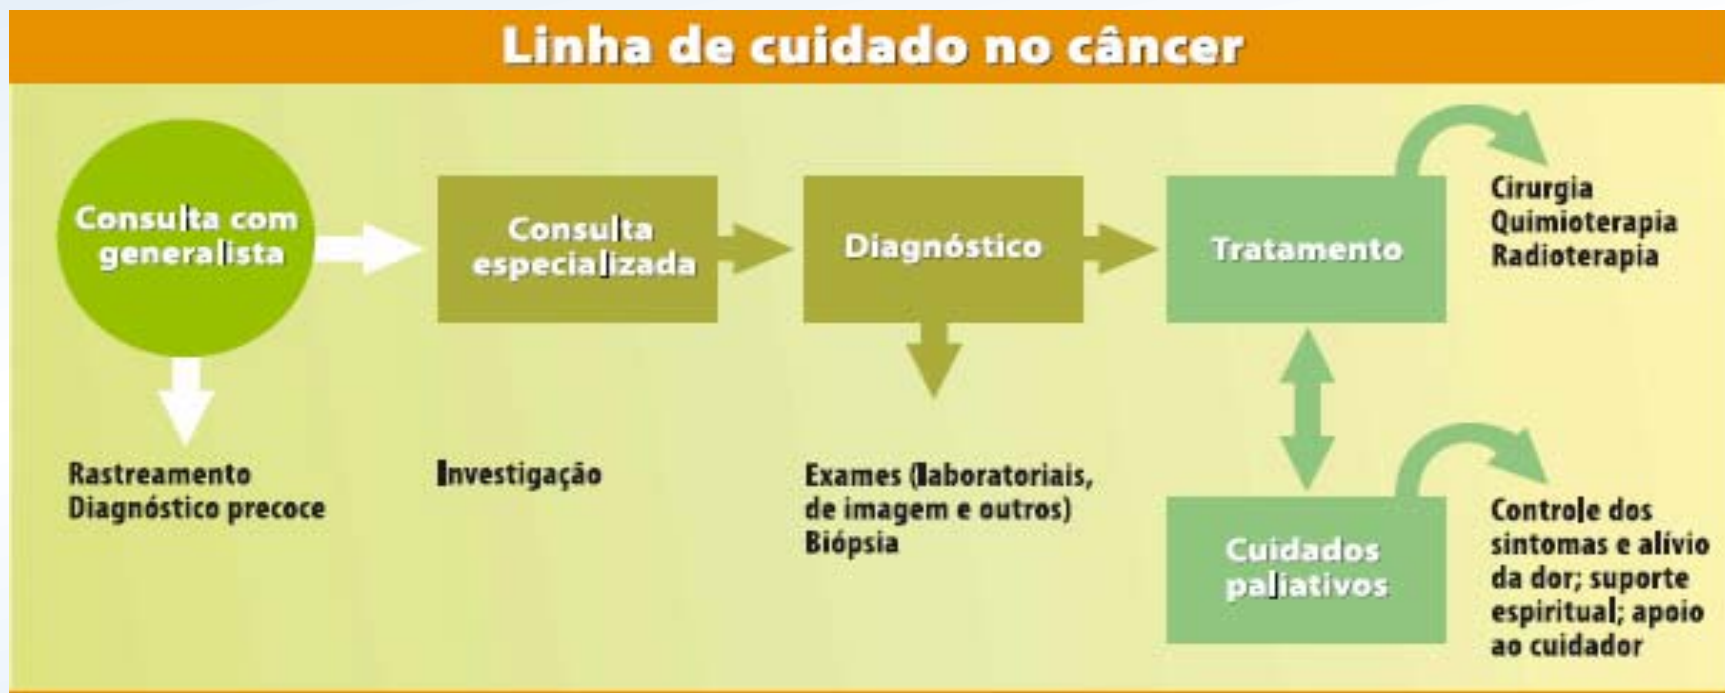 Linha de cuidado no câncer
Consulta com
generalista
Rastreamento
Diagnóstico precoce
Consulta
especializada
Investigação
Diagnóstico
Exames (laboratoriais,
de imagem e outros)
Biópsia
Tratamento
Cirurgia
Quimioterapia
Radioterapia
Cuidados
paliativos
Controle dos
sintomas e alívio
da dor; suporte
espiritual; apoio
ao cuidador